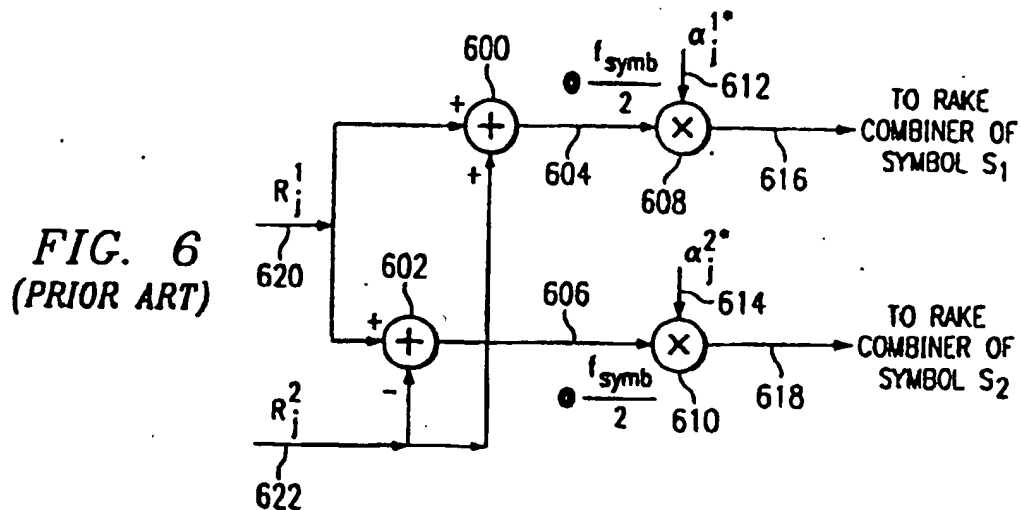 600
+
+
+
f_symb
@ ―
2
α_j^1*
612
TO RAKE
COMBINER OF
SYMBOL S_1
604
×
608
616
R_j^1
620
FIG. 6
(PRIOR ART)
602
+
+
-
606
α_j^2*
614
@ f_symb
2
×
610
618
TO RAKE
COMBINER OF
SYMBOL S_2
R_j^2
622